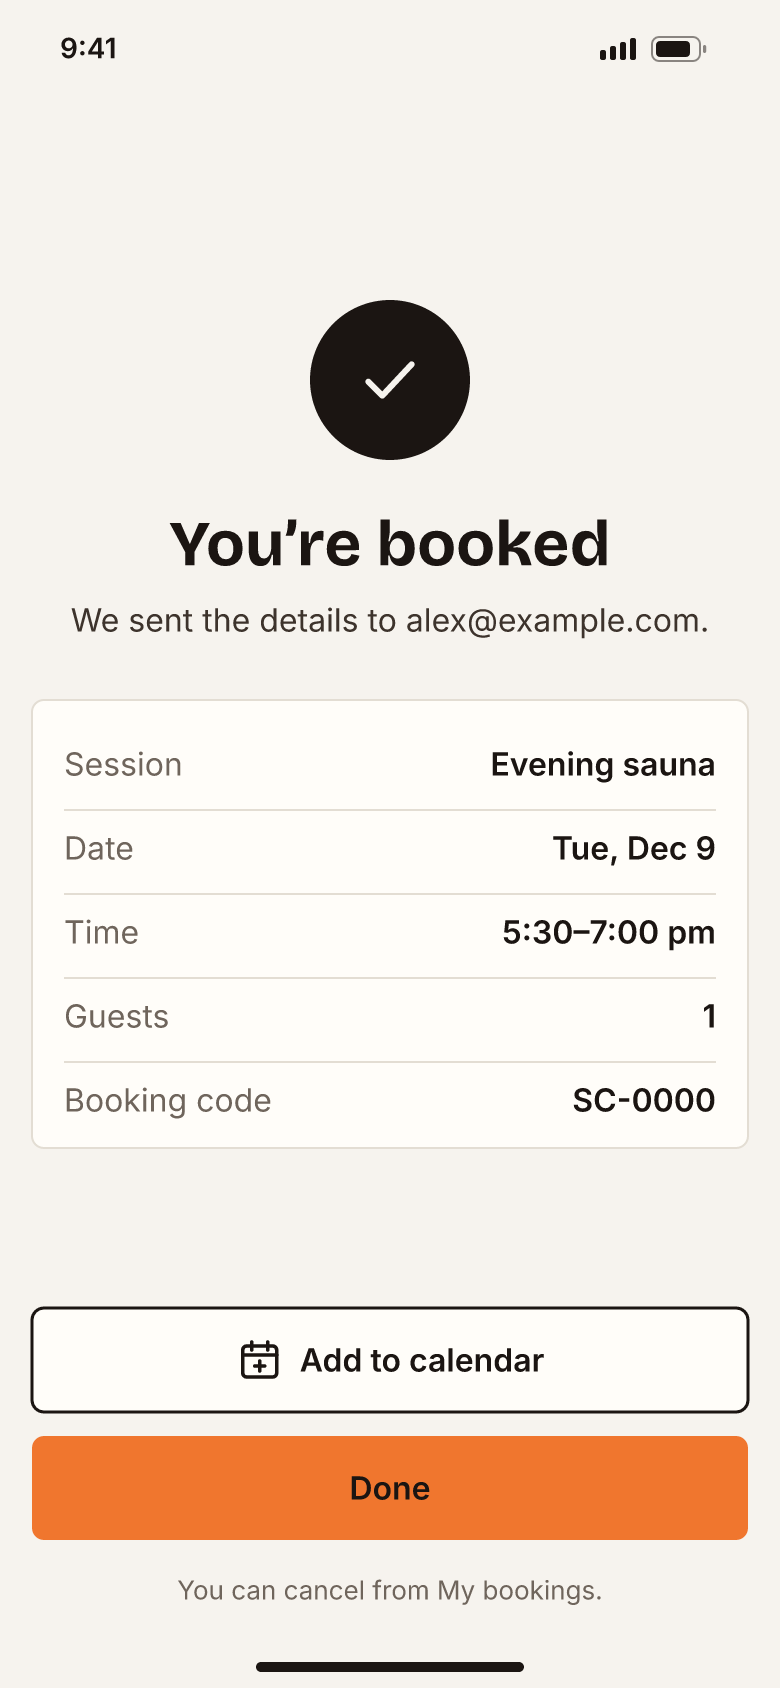 9:41
You’re booked
We sent the details to alex@example.com.
Session Evening sauna
Date Tue, Dec 9
Time 5:30–7:00 pm
Guests 1
Booking code SC-0000
Add to calendar
Done
You can cancel from My bookings.